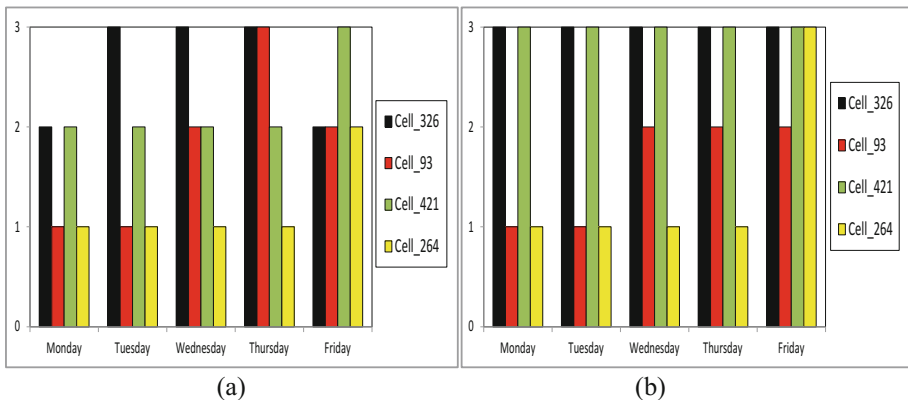 3
2
1
0
Monday Tuesday Wednesday Thursday Friday
Cell_326
Cell_93
Cell_421
Cell_264
(a)
3
2
1
0
Monday Tuesday Wednesday Thursday Friday
Cell_326
Cell_93
Cell_421
Cell_264
(b)